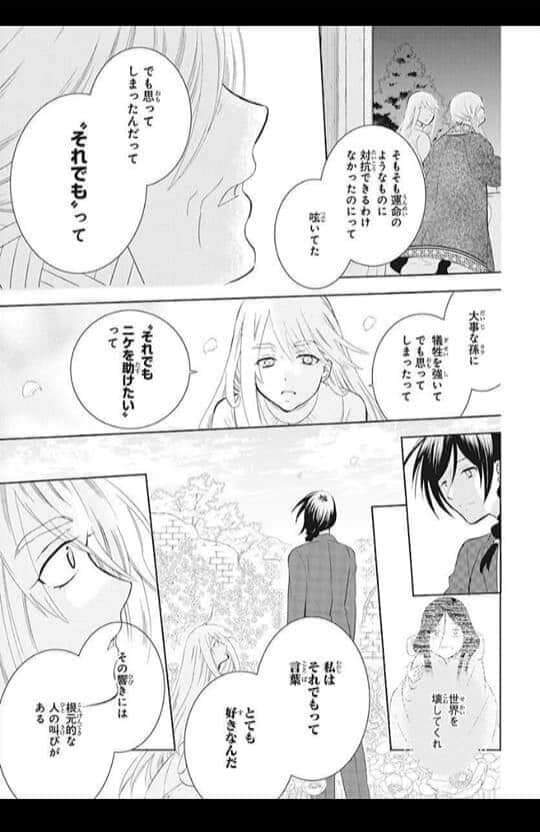 そもそも運命の
ようなものに
対抗できるわけ
なかったのにって
呟いてた
でも思って
しまったんだって
“それでも”って
大事な孫に
犠牲を強いて
でも思って
しまったって
“それでも
ニケを助けたい”
って
世界を
壊してくれ
私は
それでもって
言葉
とても
好きなんだ
その響きには
根元的な
人の叫びが
ある